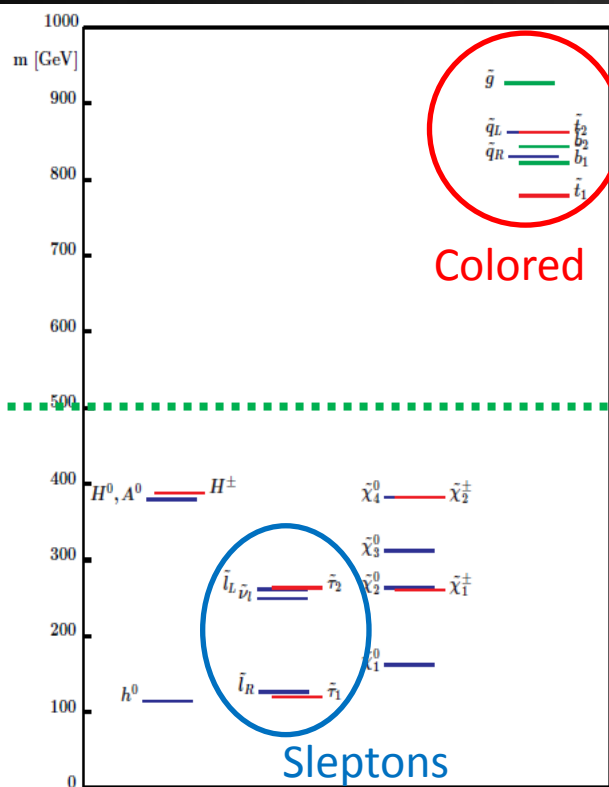 1000
m [GeV]
900
800
700
600
500
400
300
200
100
0
g̃
q̃L
t̃2
b̃2
q̃R
b̃1
t̃1
Colored
H⁰, A⁰
H±
χ̃⁰4
χ̃±2
χ̃⁰3
l̃L
ν̃l
τ̃2
χ̃⁰2
χ̃±1
χ̃⁰1
h⁰
l̃R
τ̃1
Sleptons